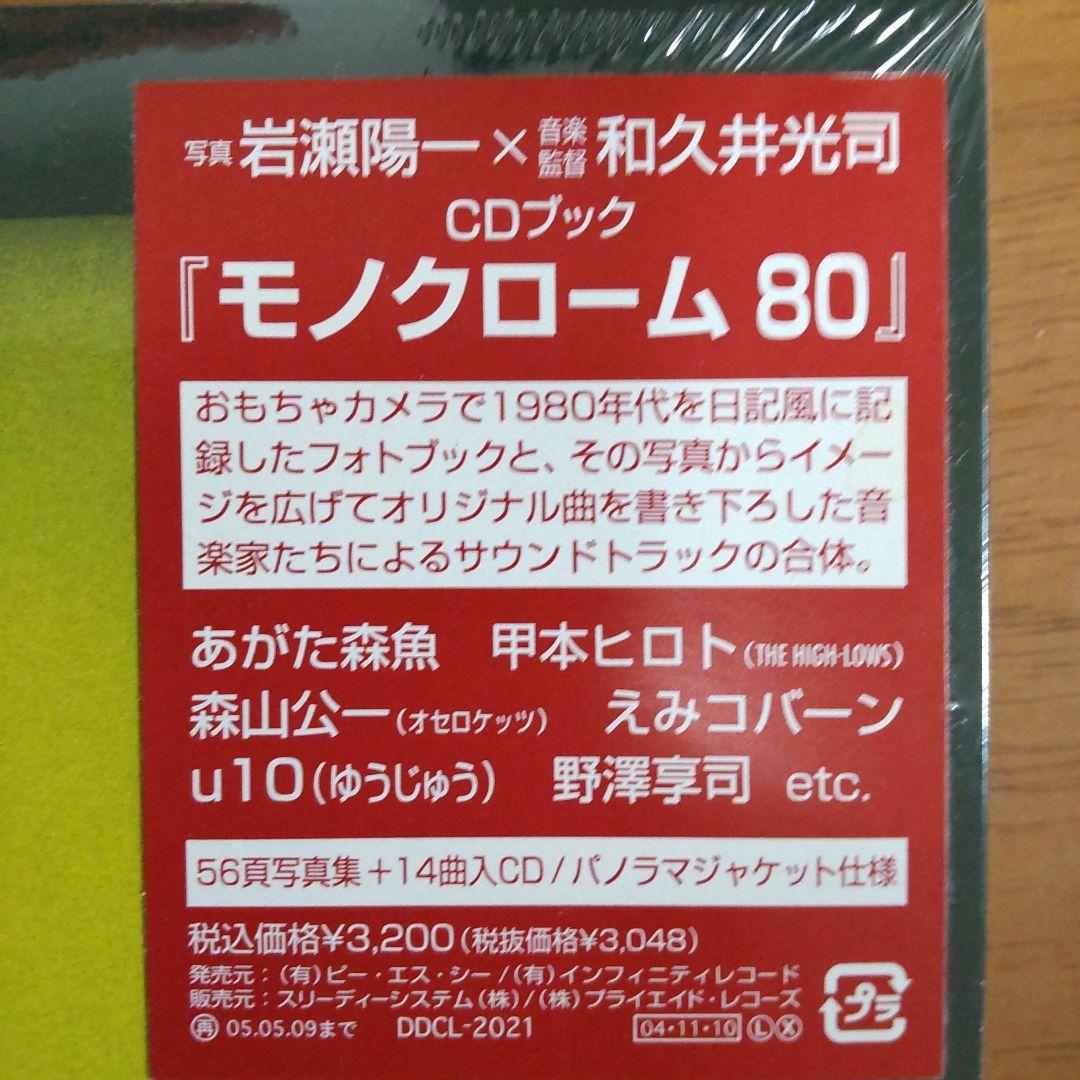 写真 岩瀬陽一×音楽監督 和久井光司
CDブック
『モノクローム 80』
おもちゃカメラで1980年代を日記風に記
録したフォトブックと、その写真からイメー
ジを広げてオリジナル曲を書き下ろした音
楽家たちによるサウンドトラックの合体。
あがた森魚 甲本ヒロト(THE HIGH-LOWS)
森山公一(オセロケッツ) えみコバーン
u10(ゆうじゅう) 野澤享司 etc.
56頁写真集+14曲入CD/パノラマジャケット仕様
税込価格¥3,200(税抜価格¥3,048)
発売元:(有)ピー・エス・シー/(有)インフィニティレコード
販売元:スリーディーシステム(株)/(株)ブライエイド・レコーズ
再 05.05.09まで DDCL-2021 04・11・10 L X
プラ